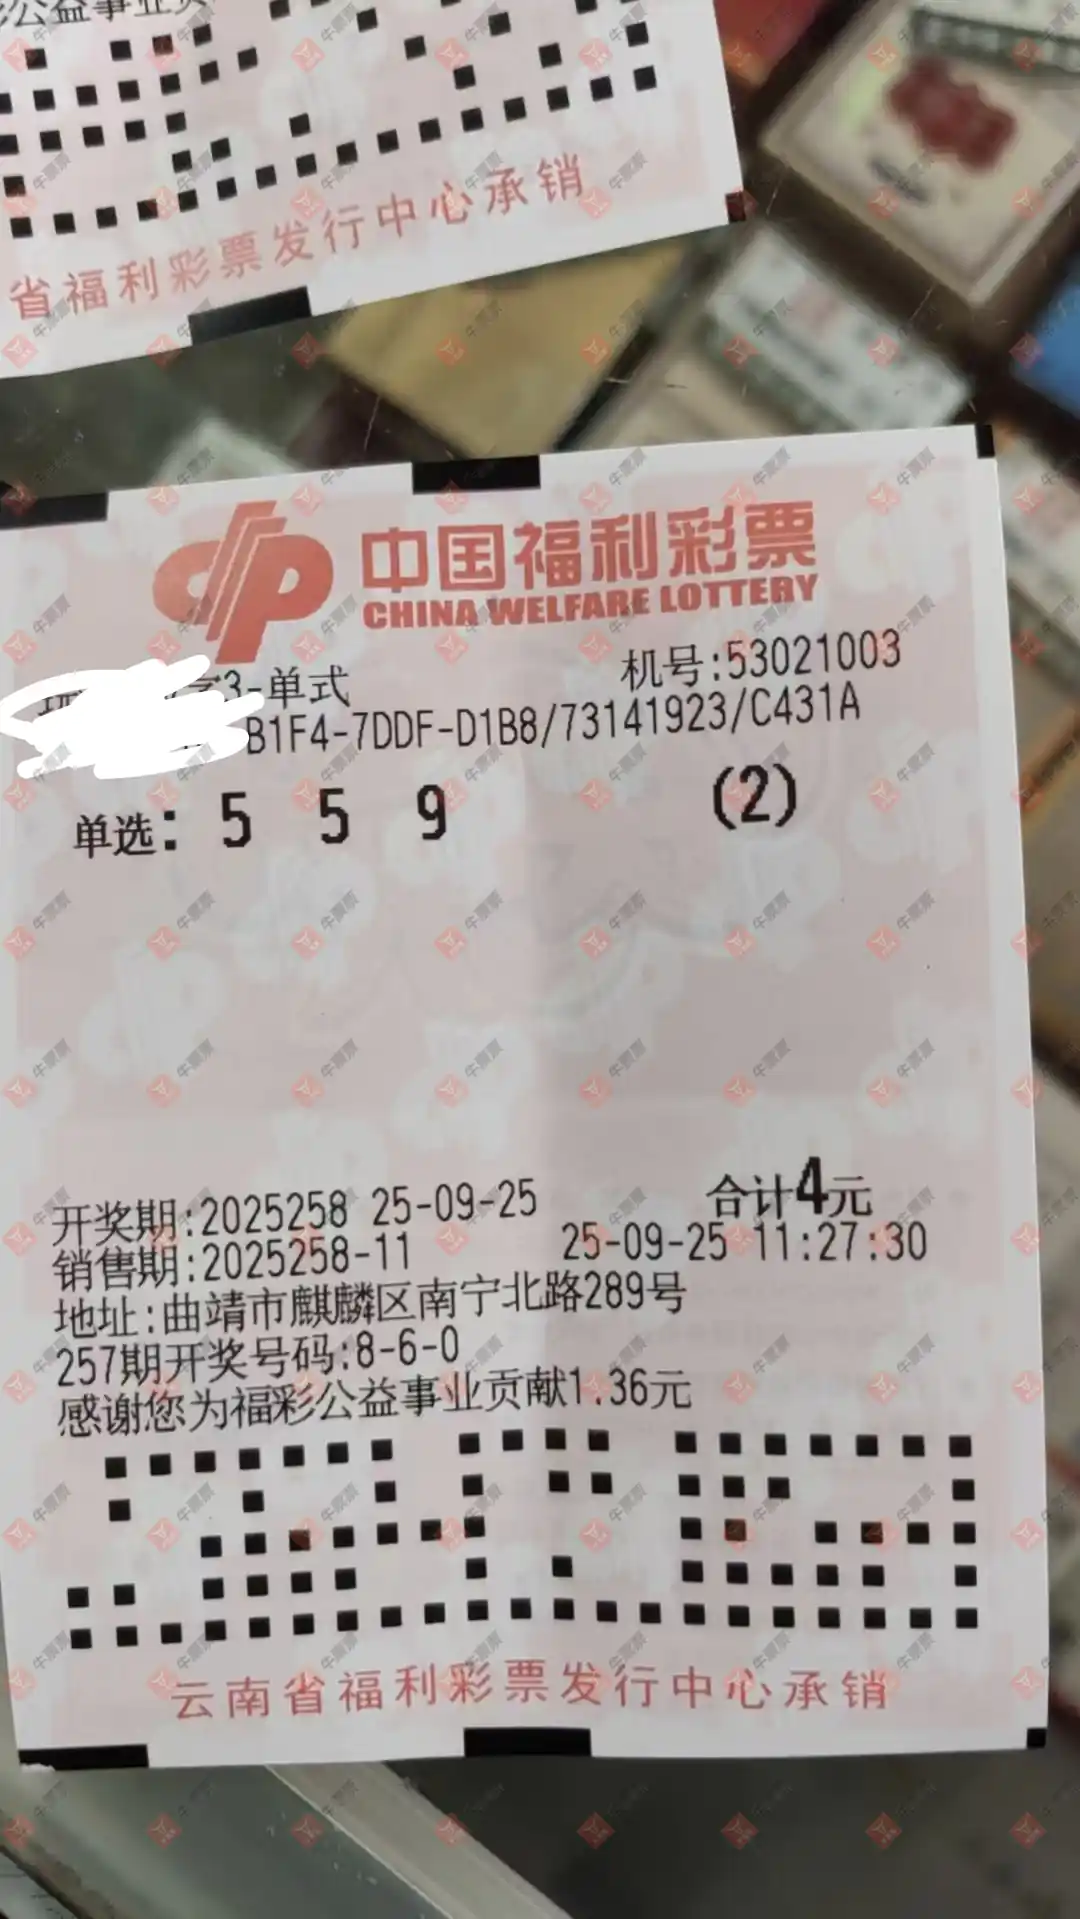 彩公益事业贡
省福利彩票发行中心承销
中国福利彩票
CHINA WELFARE LOTTERY
3-单式
机号:53021003
B1F4-7DDF-D1B8/73141923/C431A
单选: 5 5 9 (2)
合计4元
开奖期:2025258 25-09-25
销售期:2025258-11 25-09-25 11:27:30
地址:曲靖市麒麟区南宁北路289号
257期开奖号码:8-6-0
感谢您为福彩公益事业贡献1.36元
云南省福利彩票发行中心承销
牛票票